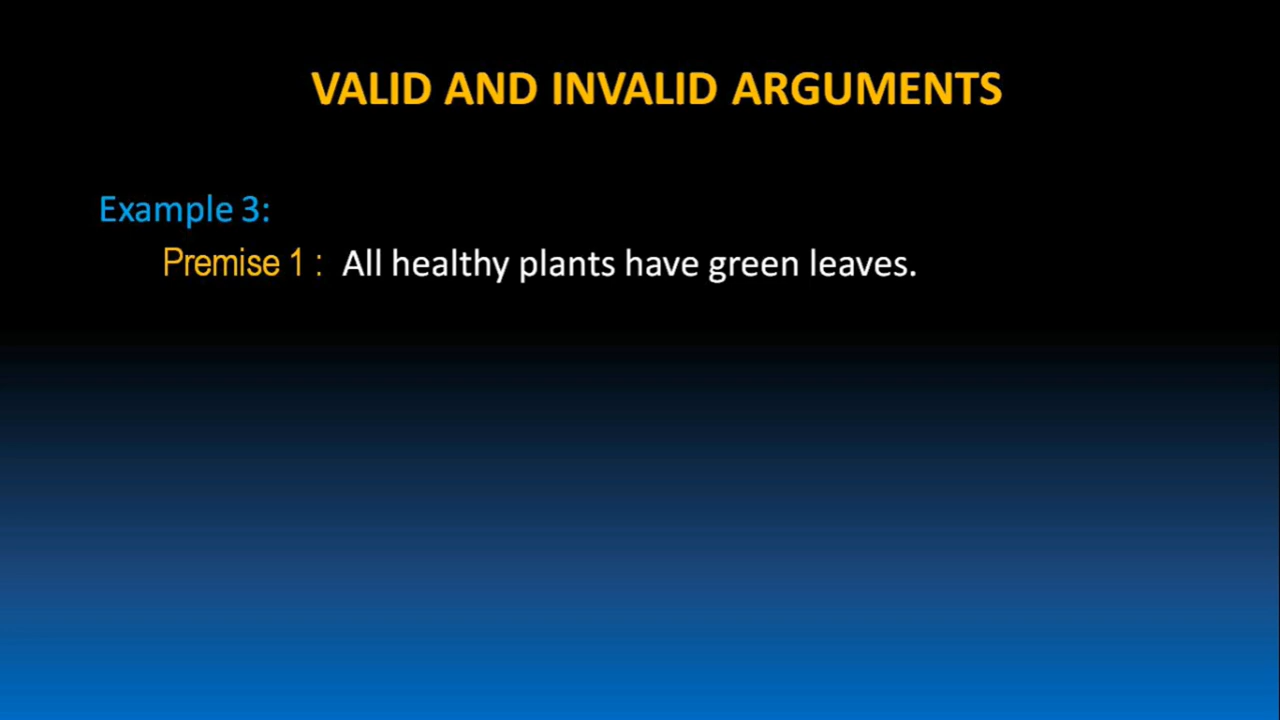 VALID AND INVALID ARGUMENTS
Example 3:
Premise 1 : All healthy plants have green leaves.